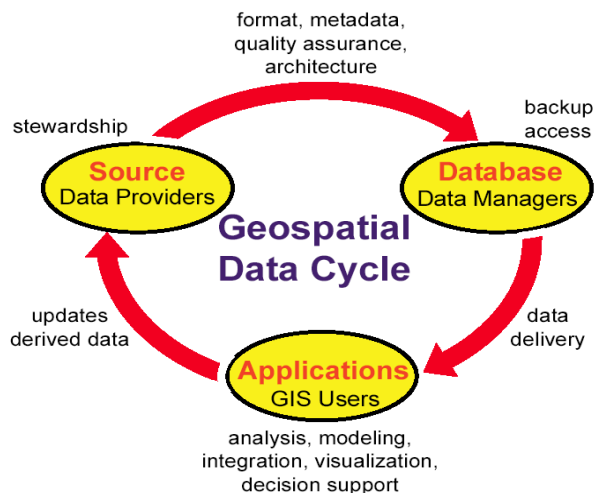 format, metadata,
quality assurance,
architecture
stewardship
backup
access
Source
Data Providers
Database
Data Managers
Geospatial
Data Cycle
updates
derived data
data
delivery
Applications
GIS Users
analysis, modeling,
integration, visualization,
decision support